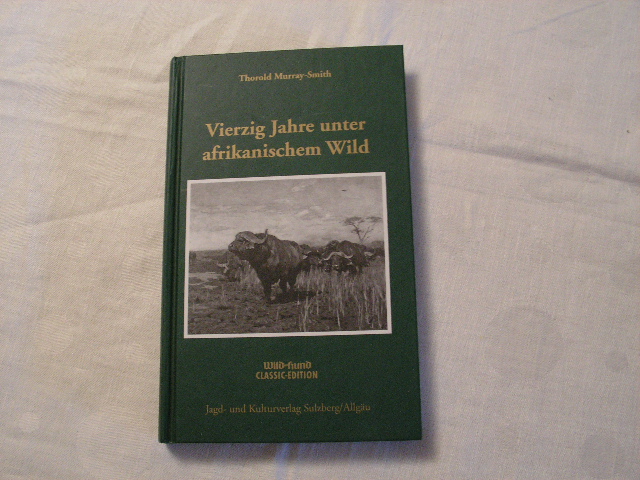 Thorold Murray-Smith
Vierzig Jahre unter
afrikanischem Wild
Wild und Hund
CLASSIC-EDITION
Jagd- und Kulturverlag Sulzberg/Allgäu